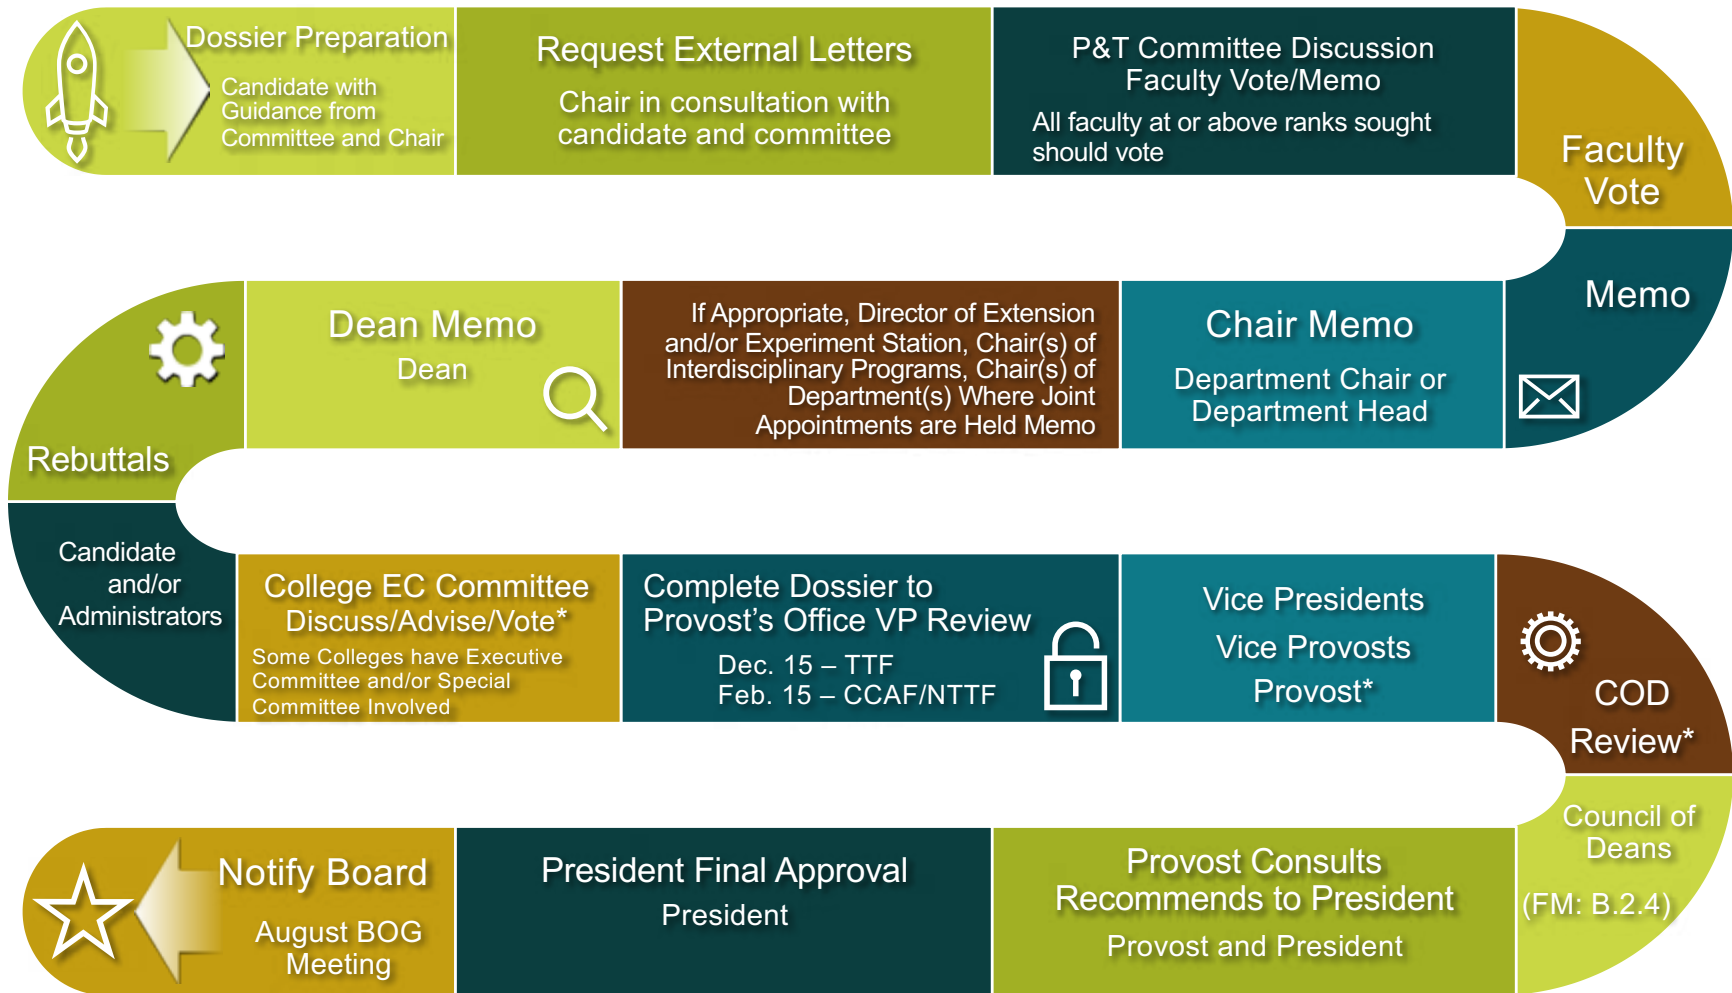 Dossier Preparation
Candidate with
Guidance from
Committee and Chair
Request External Letters
Chair in consultation with
candidate and committee
P&T Committee Discussion
Faculty Vote/Memo
All faculty at or above ranks sought
should vote
Faculty
Vote
Memo
Chair Memo
Department Chair or
Department Head
If Appropriate, Director of Extension
and/or Experiment Station, Chair(s) of
Interdisciplinary Programs, Chair(s) of
Department(s) Where Joint
Appointments are Held Memo
Dean Memo
Dean
Rebuttals
Candidate
and/or
Administrators
College EC Committee
Discuss/Advise/Vote*
Some Colleges have Executive
Committee and/or Special
Committee Involved
Complete Dossier to
Provost’s Office VP Review
Dec. 15 – TTF
Feb. 15 – CCAF/NTTF
Vice Presidents
Vice Provosts
Provost*
COD
Review*
Council of
Deans
(FM: B.2.4)
Provost Consults
Recommends to President
Provost and President
President Final Approval
President
Notify Board
August BOG
Meeting